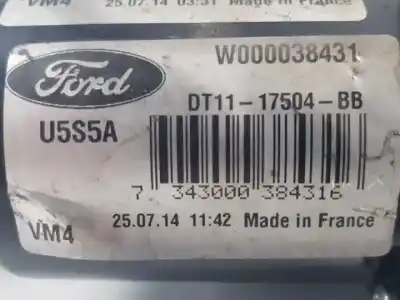 VM4 25.07.14 03:31 Made in France
W000038431
Ford
DT11-17504-BB
U5S5A
7 343000 384316
25.07.14 11:42 Made in France
VM4